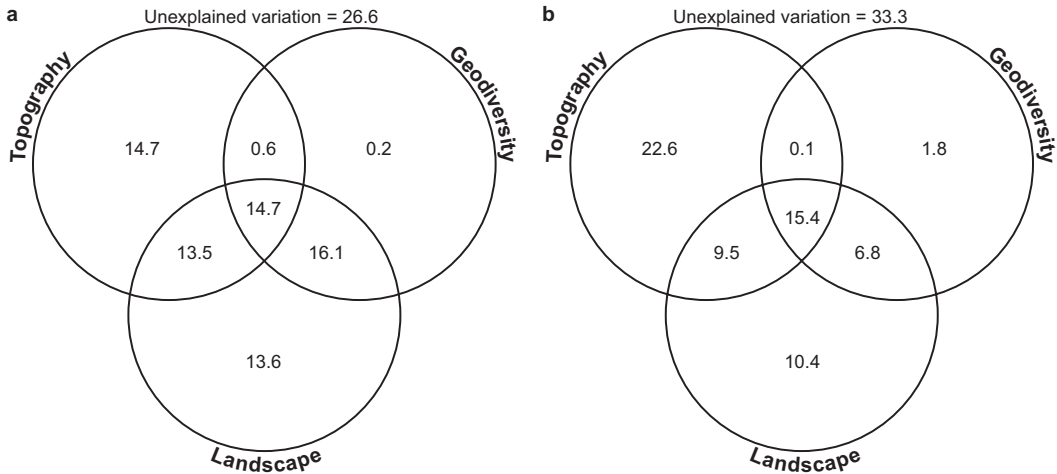 a
Unexplained variation = 26.6
Topography
Geodiversity
14.7
0.6
0.2
14.7
13.5
16.1
13.6
Landscape
b
Unexplained variation = 33.3
Topography
Geodiversity
22.6
0.1
1.8
15.4
9.5
6.8
10.4
Landscape